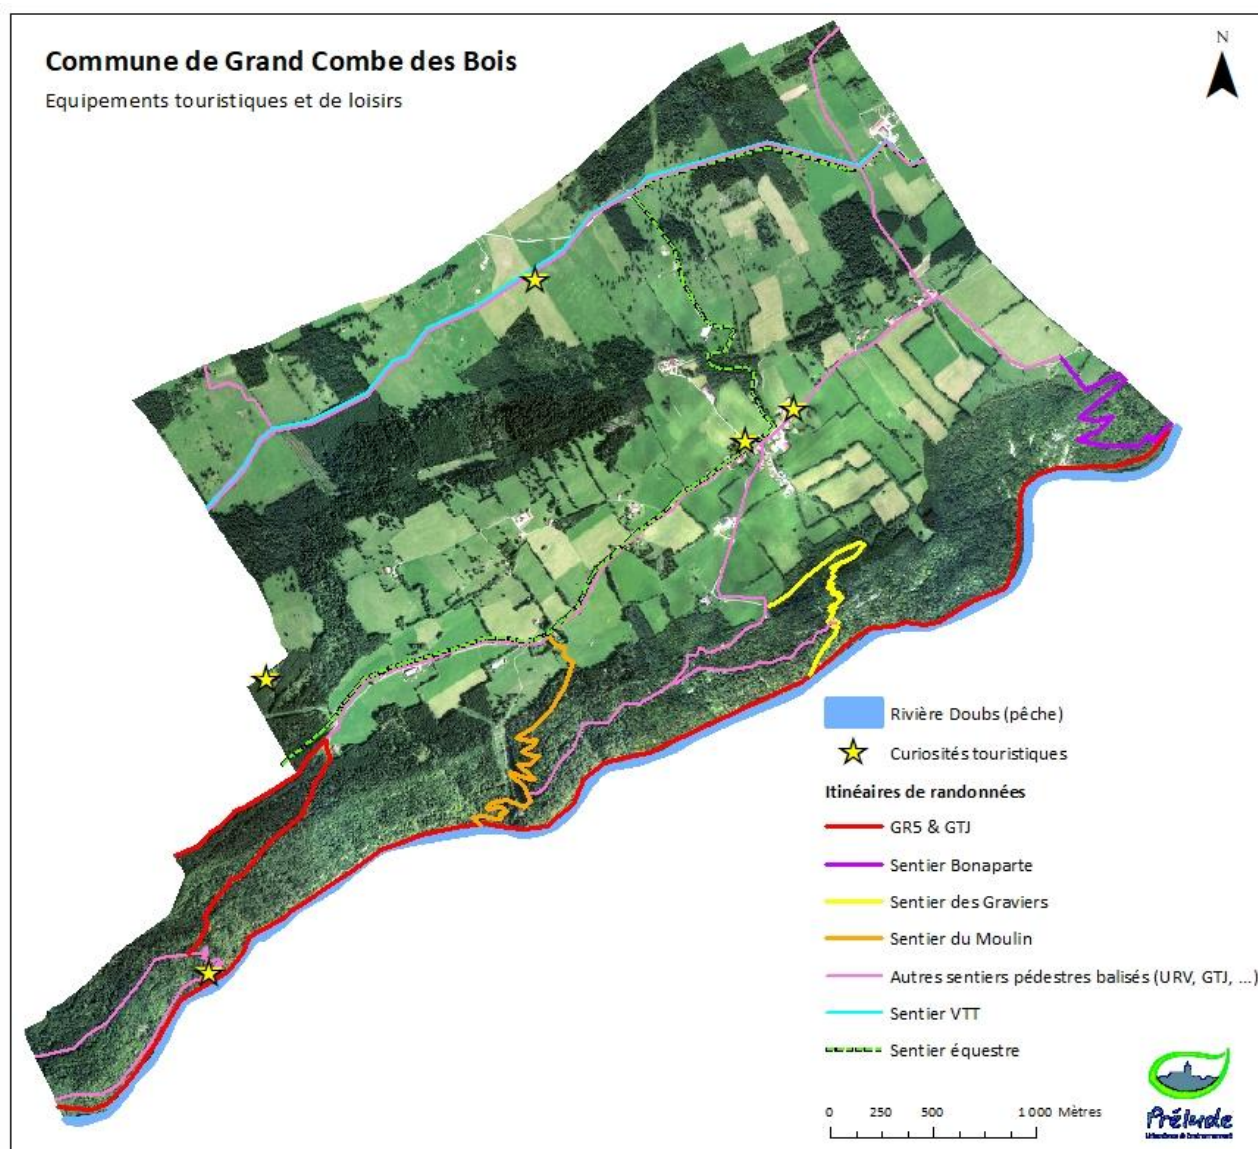 Commune de Grand Combe des Bois
Equipements touristiques et de loisirs
N
Rivière Doubs (pêche)
Curiosités touristiques
Itinéaires de randonnées
GR5 & GTJ
Sentier Bonaparte
Sentier des Graviers
Sentier du Moulin
Autres sentiers pédestres balisés (URV, GTJ, ...)
Sentier VTT
Sentier équestre
0 250 500 1 000 Mètres
Prélude
Urbanisme & Environnement